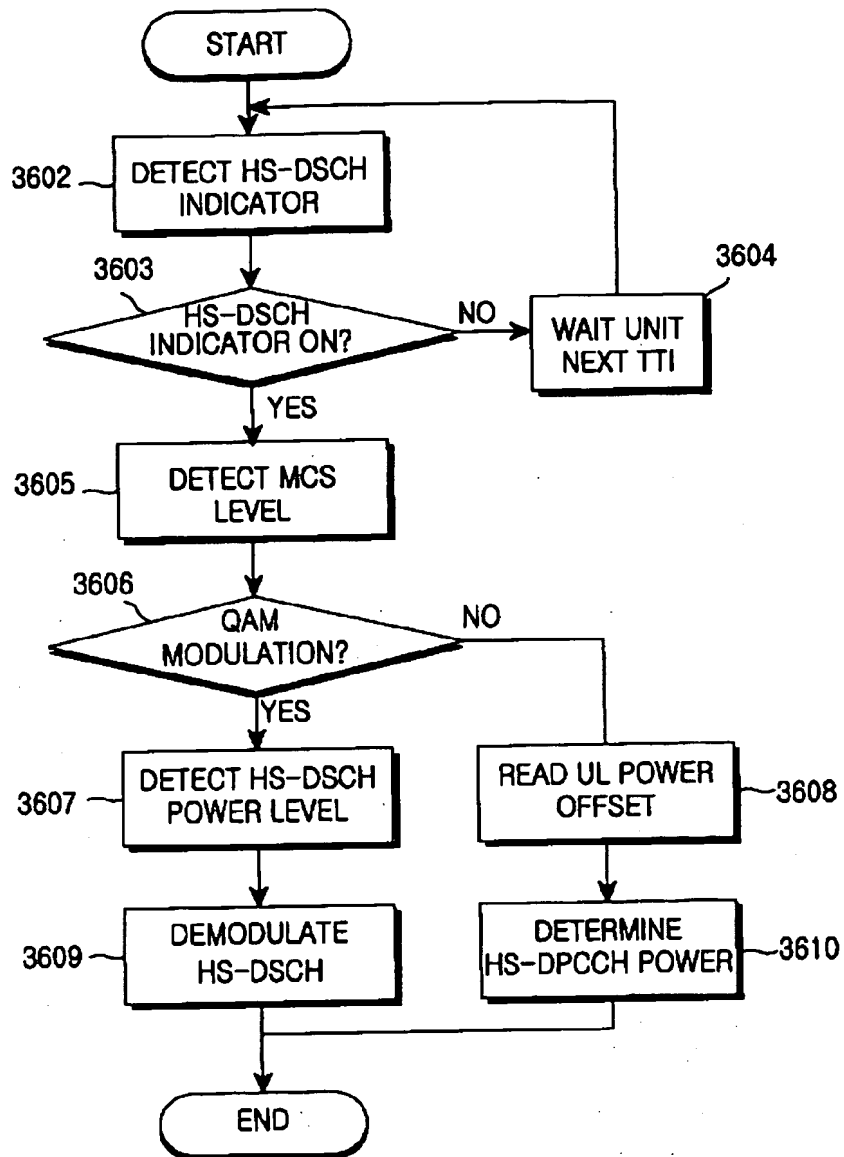 START
3602
DETECT HS-DSCH
INDICATOR
3603
HS-DSCH
INDICATOR ON?
NO
3604
WAIT UNIT
NEXT TTI
YES
3605
DETECT MCS
LEVEL
3606
QAM
MODULATION?
NO
YES
3607
DETECT HS-DSCH
POWER LEVEL
READ UL POWER
OFFSET
3608
3609
DEMODULATE
HS-DSCH
DETERMINE
HS-DPCCH POWER
3610
END